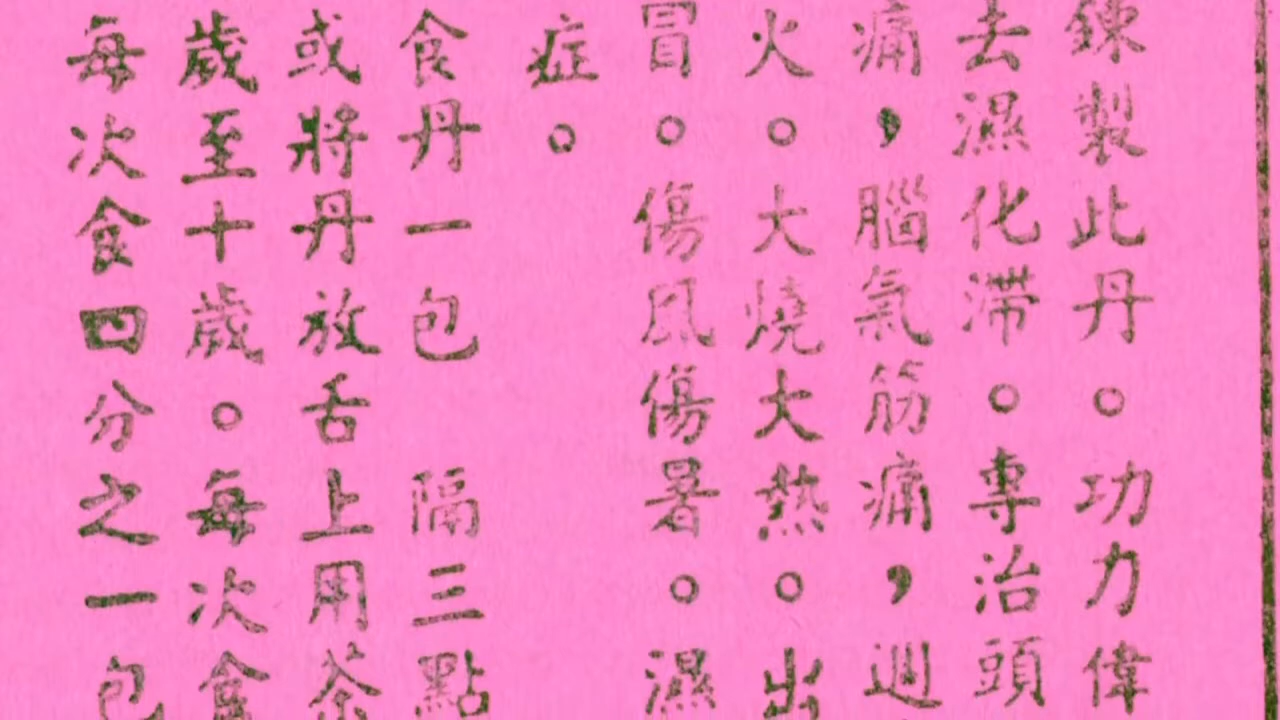 鍊製此丹。功力偉
去濕化滯。專治頭
痛，腦氣筋痛，週
火。大燒大熱。出
冒。傷風傷暑。濕
症。
食丹一包 隔三點
或將丹放舌上用茶
歲至十歲。每次食
每次食四分之一包